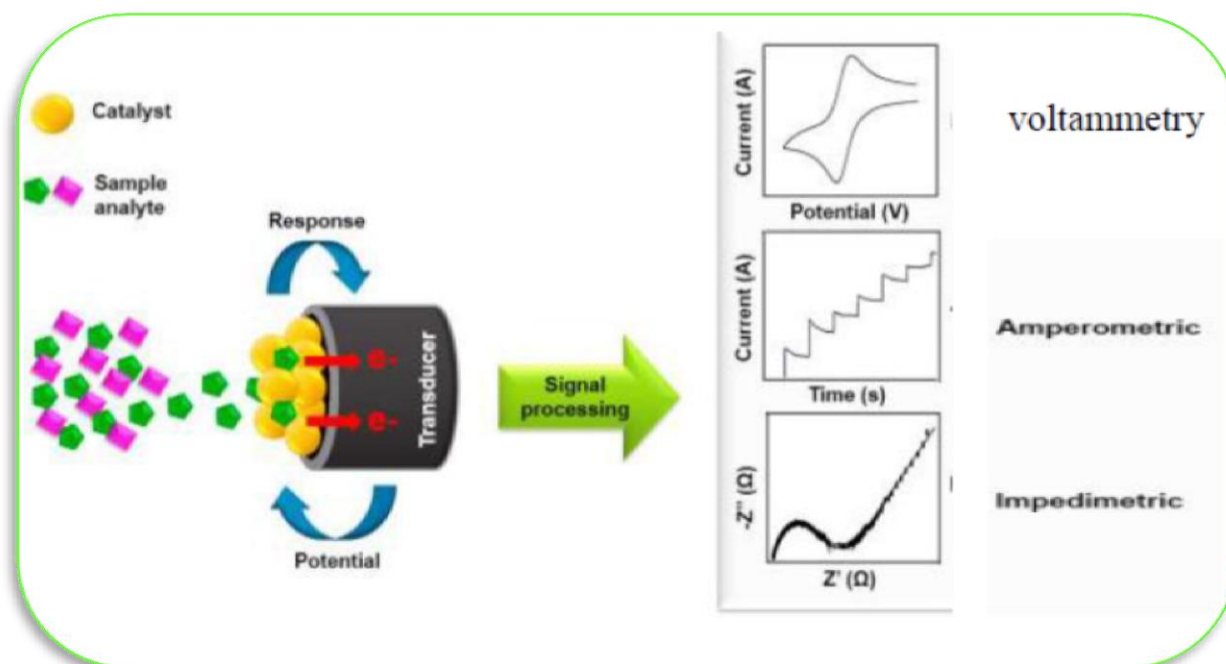 Catalyst
Sample
analyte
Response
e-
e-
Transducer
Potential
Signal
processing
Current (A)
Potential (V)
voltammetry
Current (A)
Time (s)
Amperometric
-Z'' (Ω)
Z' (Ω)
Impedimetric